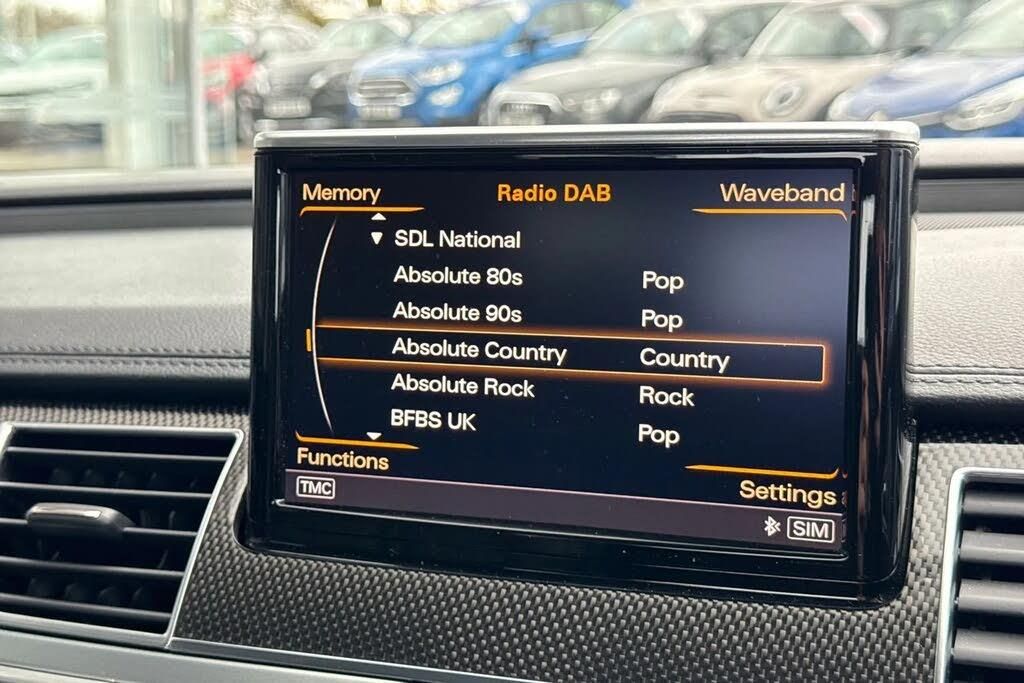 Memory Radio DAB Waveband
SDL National
Absolute 80s Pop
Absolute 90s Pop
Absolute Country Country
Absolute Rock Rock
BFBS UK Pop
Functions
Settings
TMC
SIM